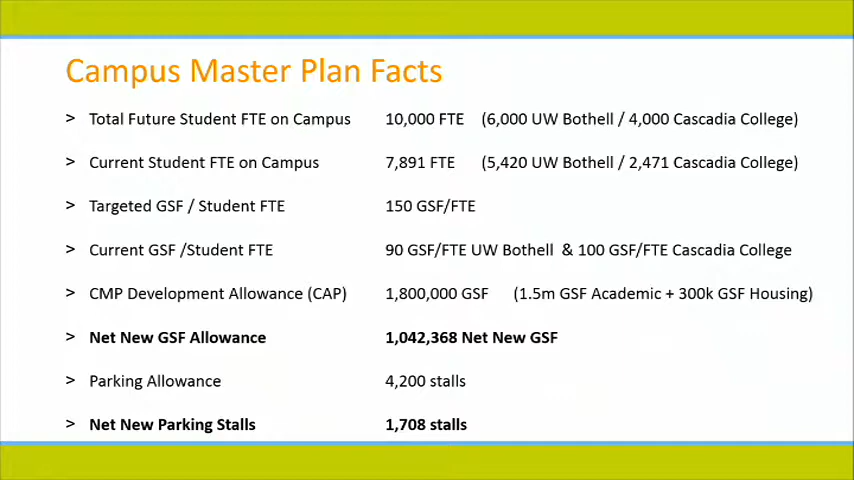 Campus Master Plan Facts
> Total Future Student FTE on Campus 10,000 FTE (6,000 UW Bothell / 4,000 Cascadia College)
> Current Student FTE on Campus 7,891 FTE (5,420 UW Bothell / 2,471 Cascadia College)
> Targeted GSF / Student FTE 150 GSF/FTE
> Current GSF /Student FTE 90 GSF/FTE UW Bothell & 100 GSF/FTE Cascadia College
> CMP Development Allowance (CAP) 1,800,000 GSF (1.5m GSF Academic + 300k GSF Housing)
> Net New GSF Allowance 1,042,368 Net New GSF
> Parking Allowance 4,200 stalls
> Net New Parking Stalls 1,708 stalls